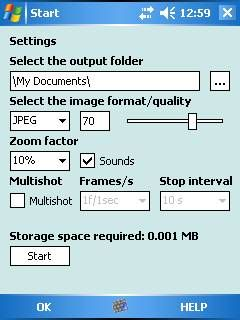 Start 12:59
Settings
Select the output folder
\My Documents\ ...
Select the image format/quality
JPEG 70
Zoom factor
10% Sounds
Multishot Frames/s Stop interval
Multishot 1f/1sec 10 s
Storage space required: 0.001 MB
Start
OK HELP